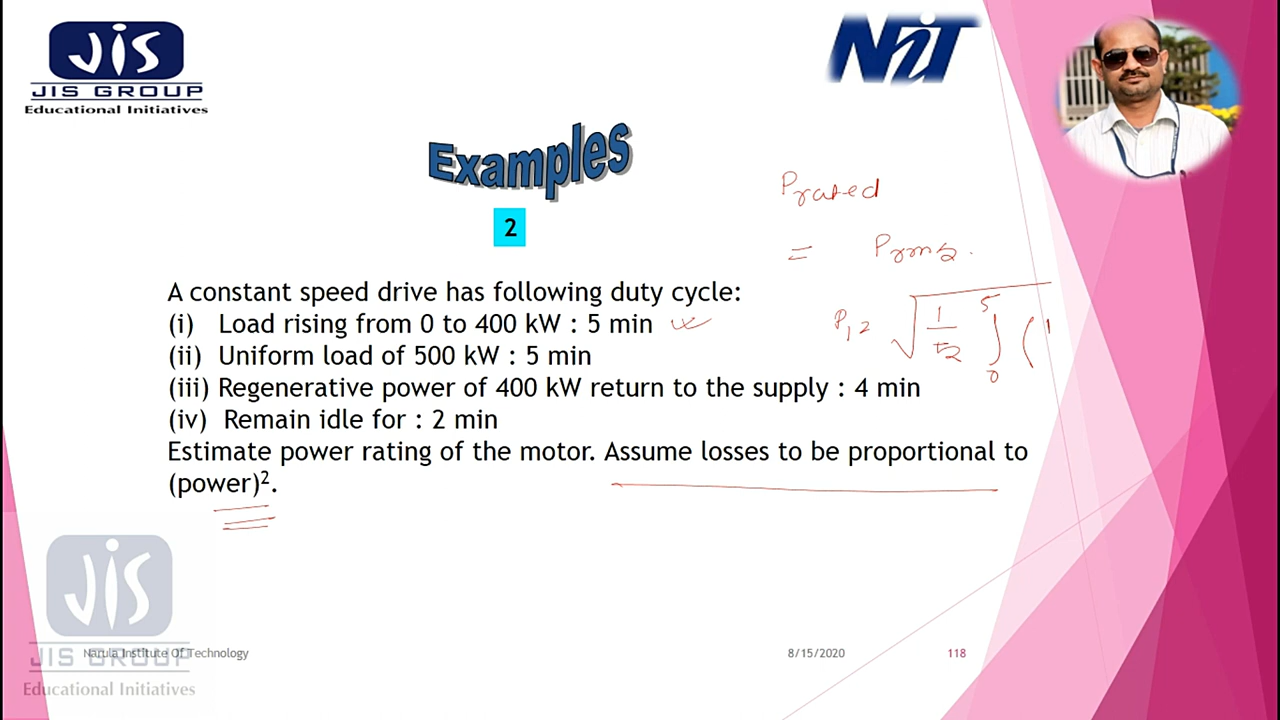 JIS
JIS GROUP
Educational Initiatives
NiT
Examples
2
Prated
= Prms.
A constant speed drive has following duty cycle:
(i) Load rising from 0 to 400 kW : 5 min
(ii) Uniform load of 500 kW : 5 min
(iii) Regenerative power of 400 kW return to the supply : 4 min
(iv) Remain idle for : 2 min
Estimate power rating of the motor. Assume losses to be proportional to
(power)².
JIS
JIS GROUP
Educational Initiatives
Narula Institute Of Technology
8/15/2020
118